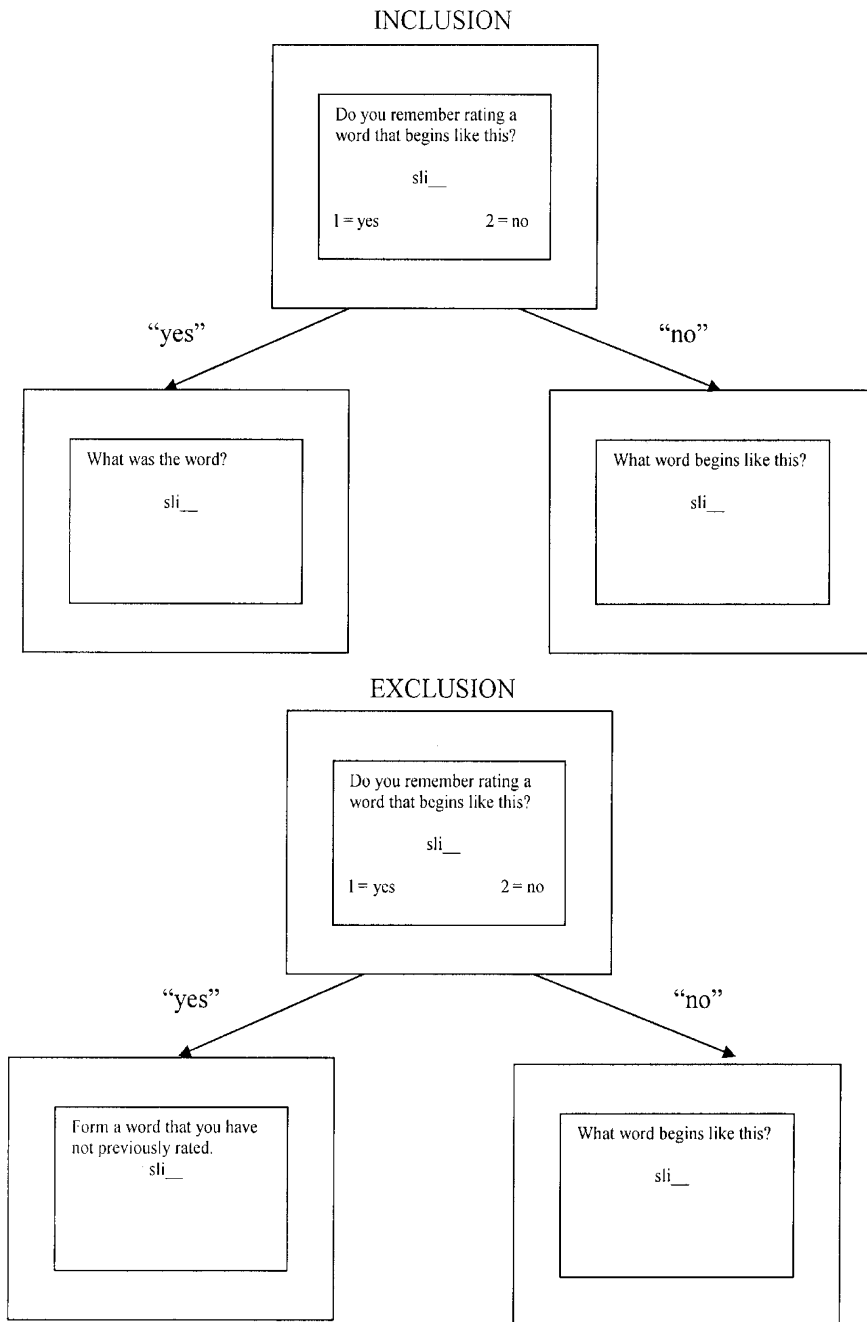 INCLUSION
Do you remember rating a
word that begins like this?
sli__
1 = yes 2 = no
“yes” “no”
What was the word?
sli__
What word begins like this?
sli__
EXCLUSION
Do you remember rating a
word that begins like this?
sli__
1 = yes 2 = no
“yes” “no”
Form a word that you have
not previously rated.
sli__
What word begins like this?
sli__